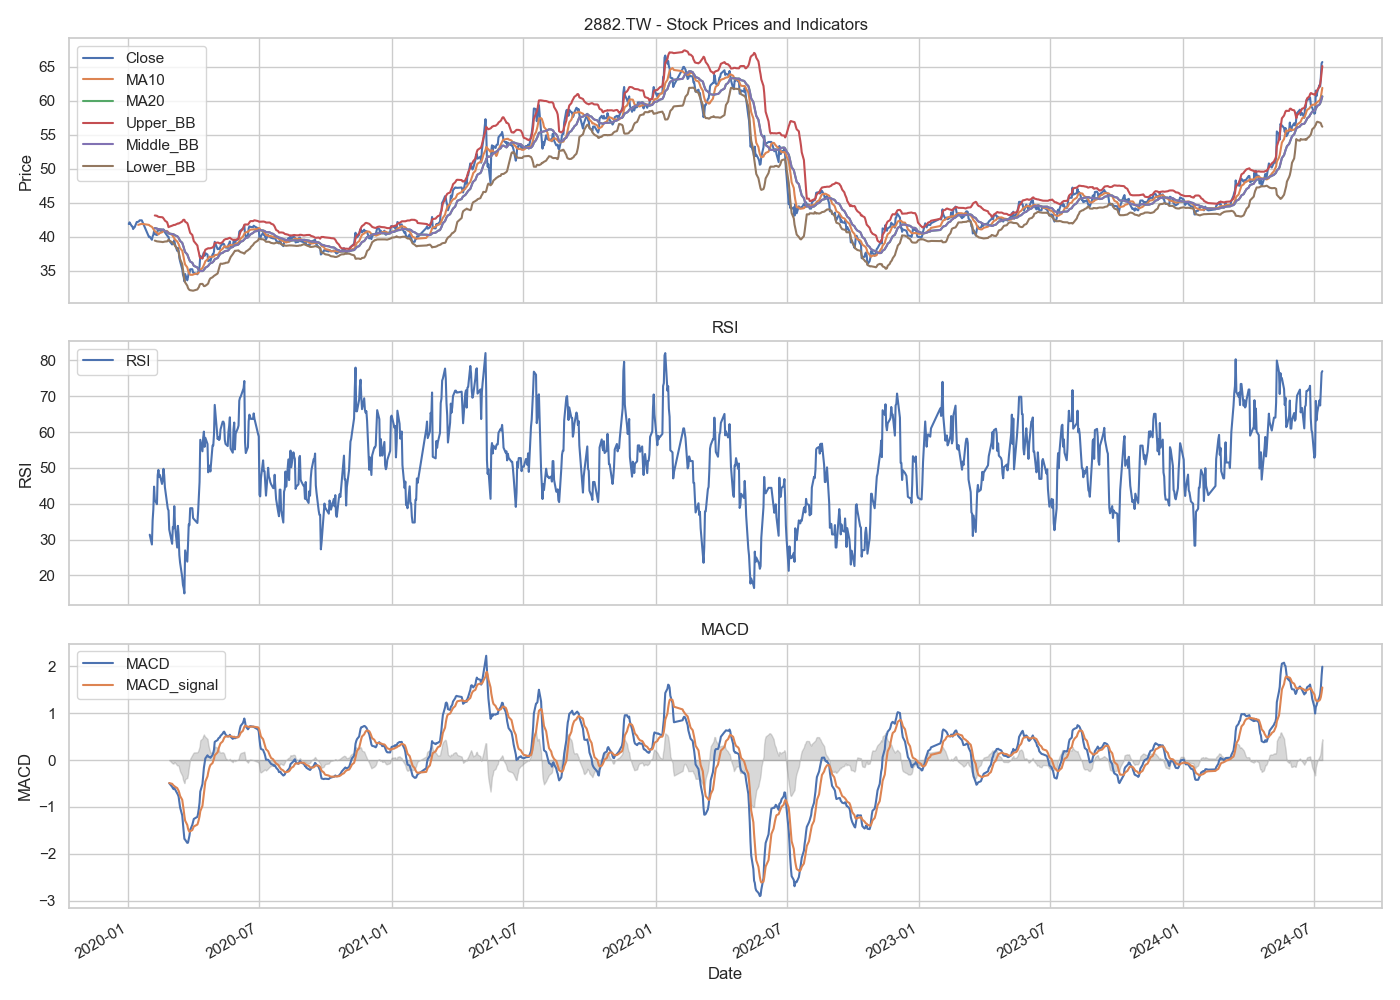 2882.TW - Stock Prices and Indicators
Close
MA10
MA20
Upper_BB
Middle_BB
Lower_BB
Price
65
60
55
50
45
40
35
RSI
RSI
RSI
80
70
60
50
40
30
20
MACD
MACD
MACD_signal
MACD
2
1
0
−1
−2
−3
2020-01
2020-07
2021-01
2021-07
2022-01
2022-07
2023-01
2023-07
2024-01
2024-07
Date